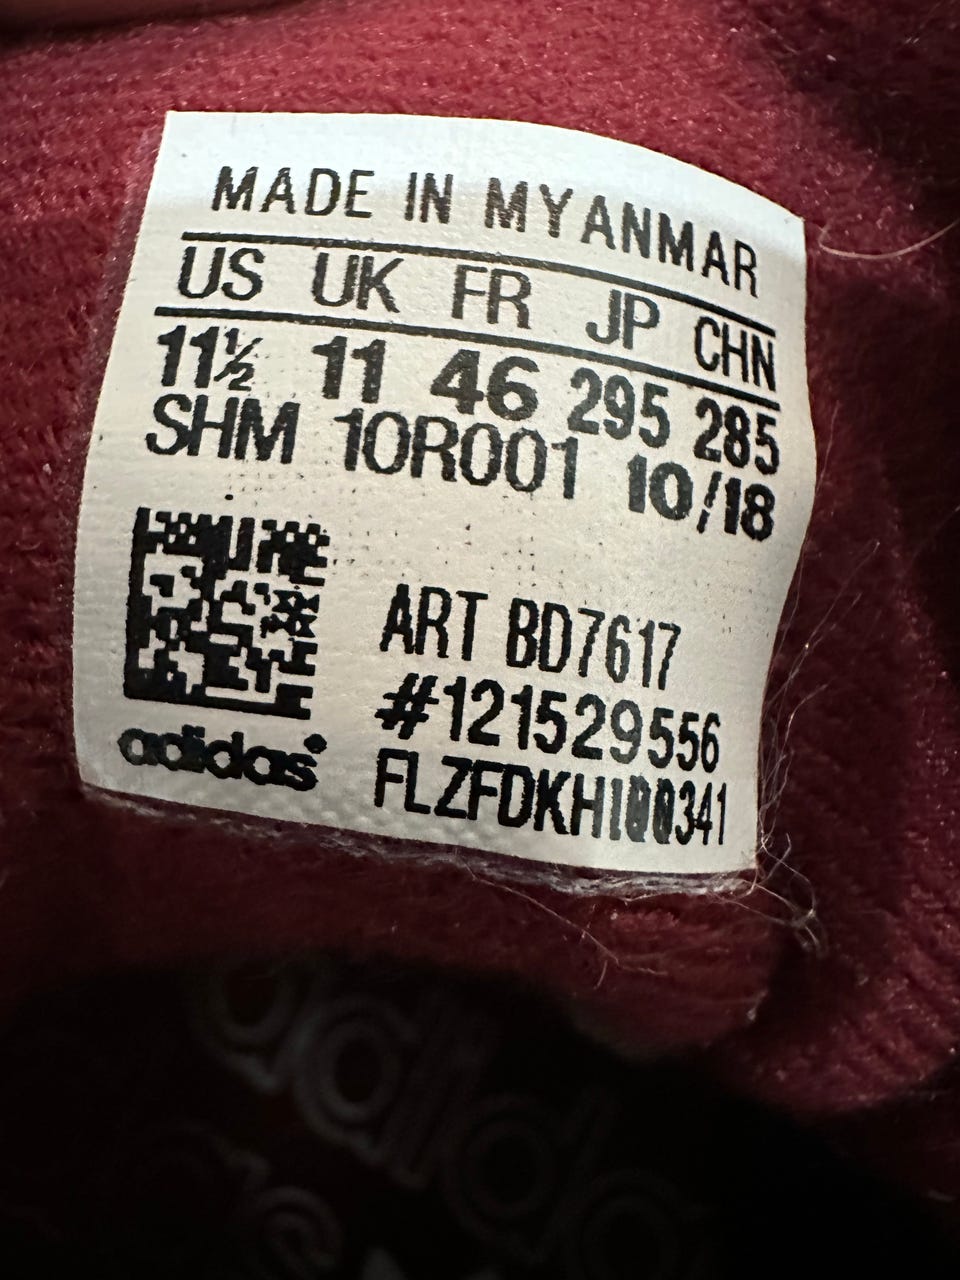 MADE IN MYANMAR
US UK FR JP CHN
11½ 11 46 295 285
SHM 10R001 10/18
ART BD7617
#121529556
FLZFDKH100341
adidas
adidas